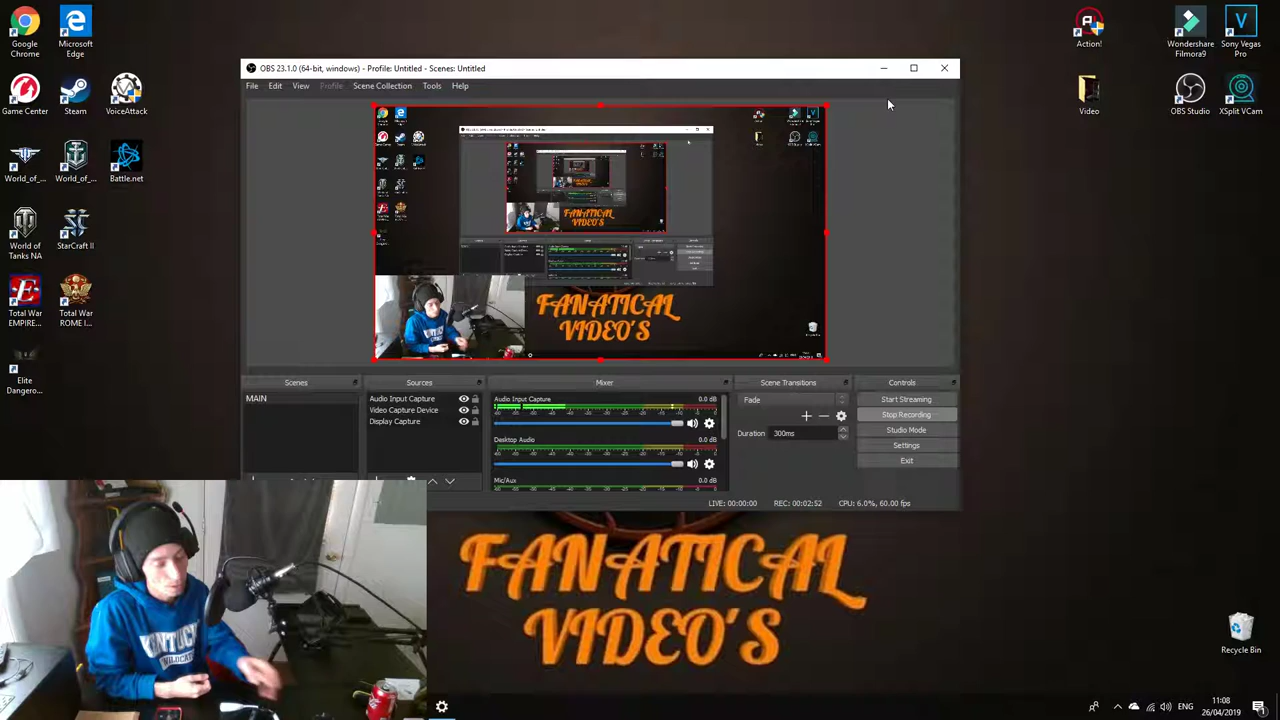 Google
Chrome
Microsoft
Edge
Game Center
Steam
VoiceAttack
World_of_...
World_of_...
Battle.net
World of
Tanks NA
StarCraft II
Total War
EMPIRE...
Total War
ROME I...
Elite
Dangero...
Action!
Wondershare
Filmora9
Sony Vegas
Pro
Video
OBS Studio
XSplit VCam
Recycle Bin
OBS 23.1.0 (64-bit, windows) - Profile: Untitled - Scenes: Untitled
File Edit View Profile Scene Collection Tools Help
FANATICAL
VIDEO'S
Scenes
MAIN
Sources
Audio Input Capture
Video Capture Device
Display Capture
Mixer
Audio Input Capture 0.0 dB
Desktop Audio 0.0 dB
Mic/Aux 0.0 dB
Scene Transitions
Fade
Duration 300ms
Controls
Start Streaming
Stop Recording
Studio Mode
Settings
Exit
LIVE: 00:00:00 REC: 00:02:52 CPU: 6.0%, 60.00 fps
FANATICAL
VIDEO'S
KENTUCKY
WILDCATS
ENG
11:08
26/04/2019